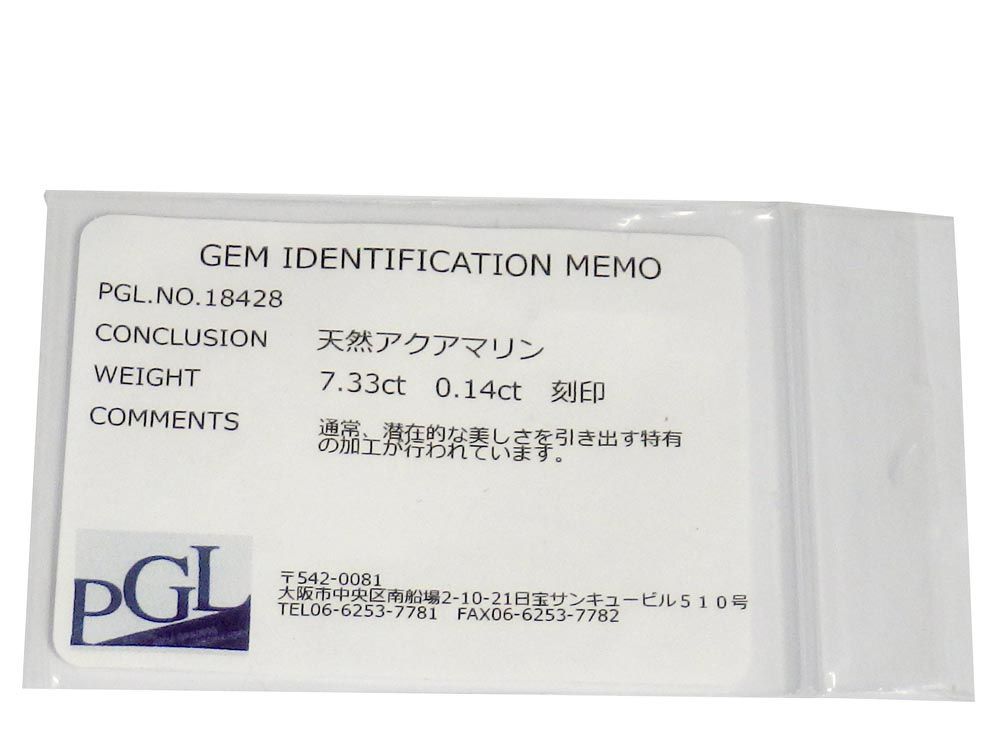 GEM IDENTIFICATION MEMO
PGL.NO.18428
CONCLUSION 天然アクアマリン
WEIGHT 7.33ct 0.14ct 刻印
COMMENTS 通常、潜在的な美しさを引き出す特有
の加工が行われています。
PGL
〒542-0081
大阪市中央区南船場2-10-21日宝サンキュービル５１０号
TEL06-6253-7781 FAX06-6253-7782